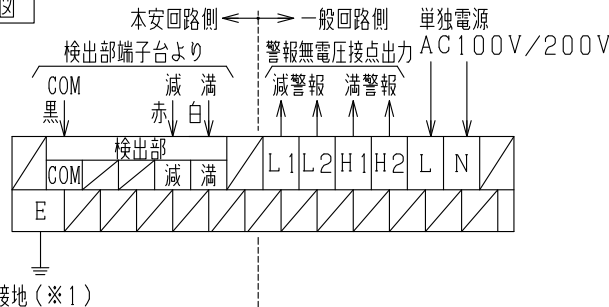 図
本安回路側 一般回路側 単独電源
検出部端子台より 警報無電圧接点出力 AC100V/200V
COM 減 満 減警報 満警報
黒 赤 白
検出部 L1 L2 H1 H2 L N
COM 減 満
E
接地(※1)